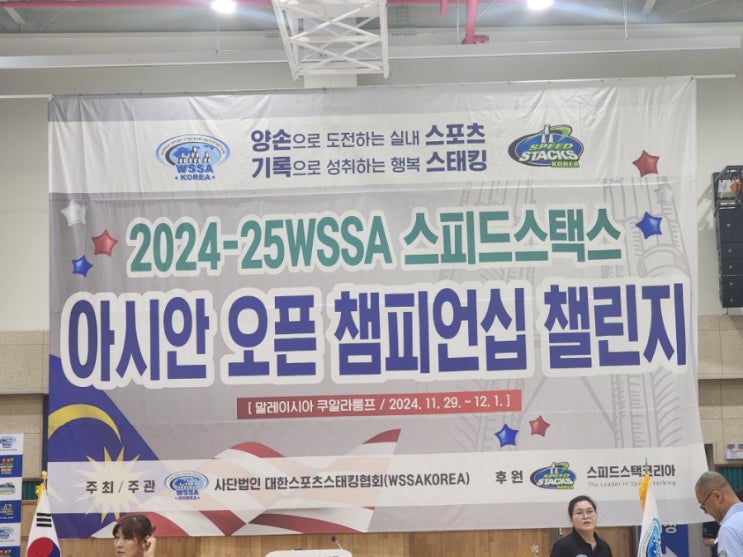 양손으로 도전하는 실내 스포츠
기록으로 성취하는 행복 스태킹
WSSA
KOREA
SPEED
STACKS
KOREA
2024-25WSSA 스피드스택스
아시안 오픈 챔피언십 챌린지
[ 말레이시아 쿠알라룸프 / 2024. 11. 29. ~ 12. 1. ]
주최 / 주관 WSSA KOREA 사단법인 대한스포츠스태킹협회(WSSAKOREA) 후원 SPEED STACKS 스피드스택코리아
The Leader in Sport Stacking